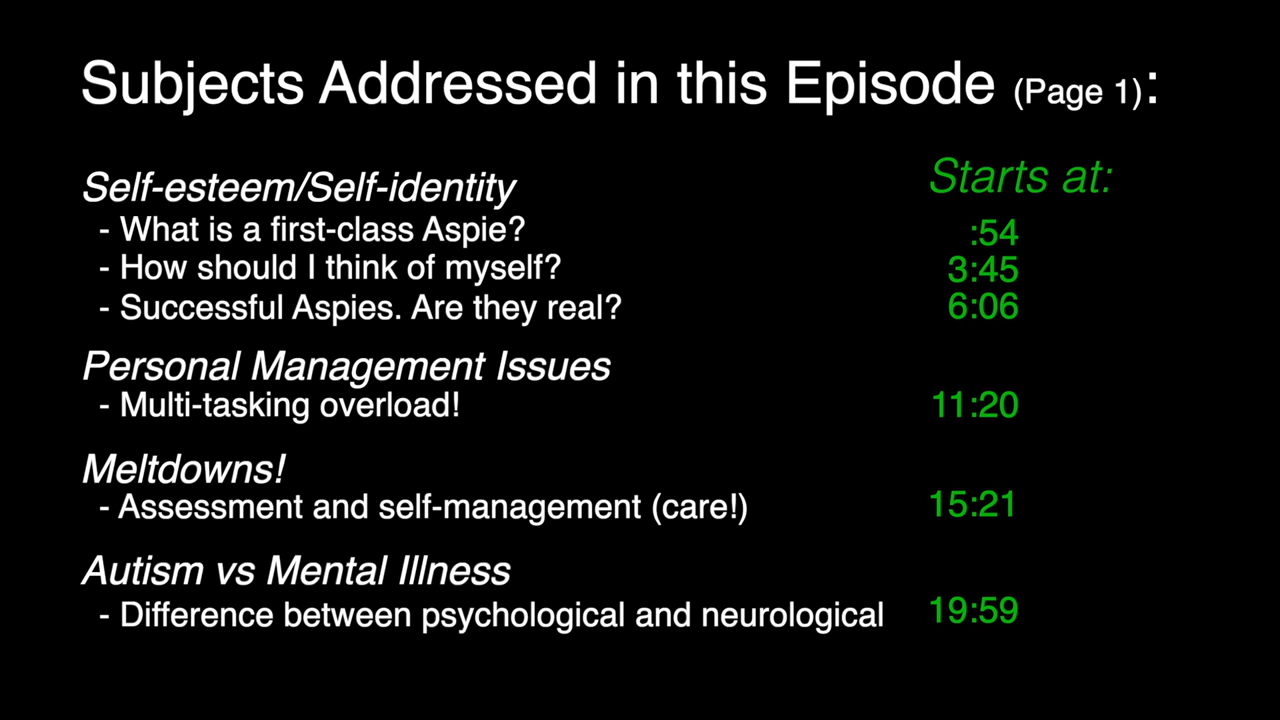 Subjects Addressed in this Episode (Page 1):
Starts at:
Self-esteem/Self-identity
- What is a first-class Aspie? :54
- How should I think of myself? 3:45
- Successful Aspies. Are they real? 6:06
Personal Management Issues
- Multi-tasking overload! 11:20
Meltdowns!
- Assessment and self-management (care!) 15:21
Autism vs Mental Illness
- Difference between psychological and neurological 19:59